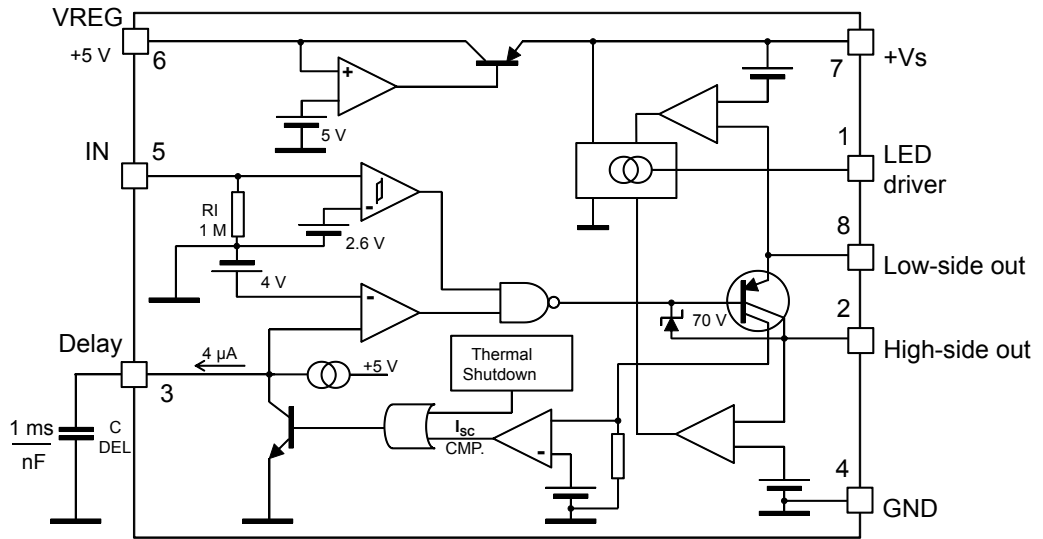 VREG
+5 V
6
+
5 V
7
+Vs
IN
5
1
LED
driver
RI
1 M
-
2.6 V
4 V
8
Low-side out
-
70 V
2
High-side out
Delay
4 µA
3
+5 V
Thermal
Shutdown
1 ms
nF
C
DEL
ISC
CMP.
-
4
GND